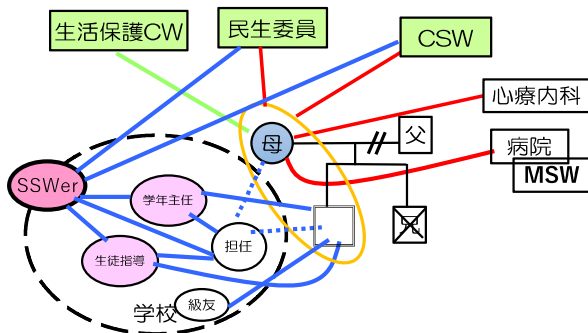 生活保護CW
民生委員
CSW
心療内科
父
母
病院
MSW
SSWer
学年主任
兄
担任
生徒指導
級友
学校